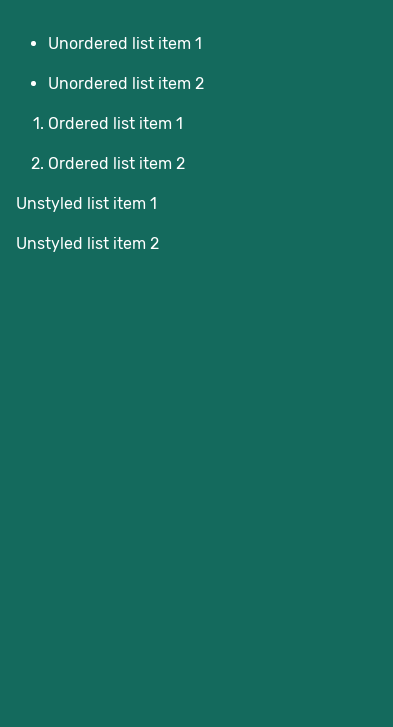 • Unordered list item 1
• Unordered list item 2
1. Ordered list item 1
2. Ordered list item 2
Unstyled list item 1
Unstyled list item 2